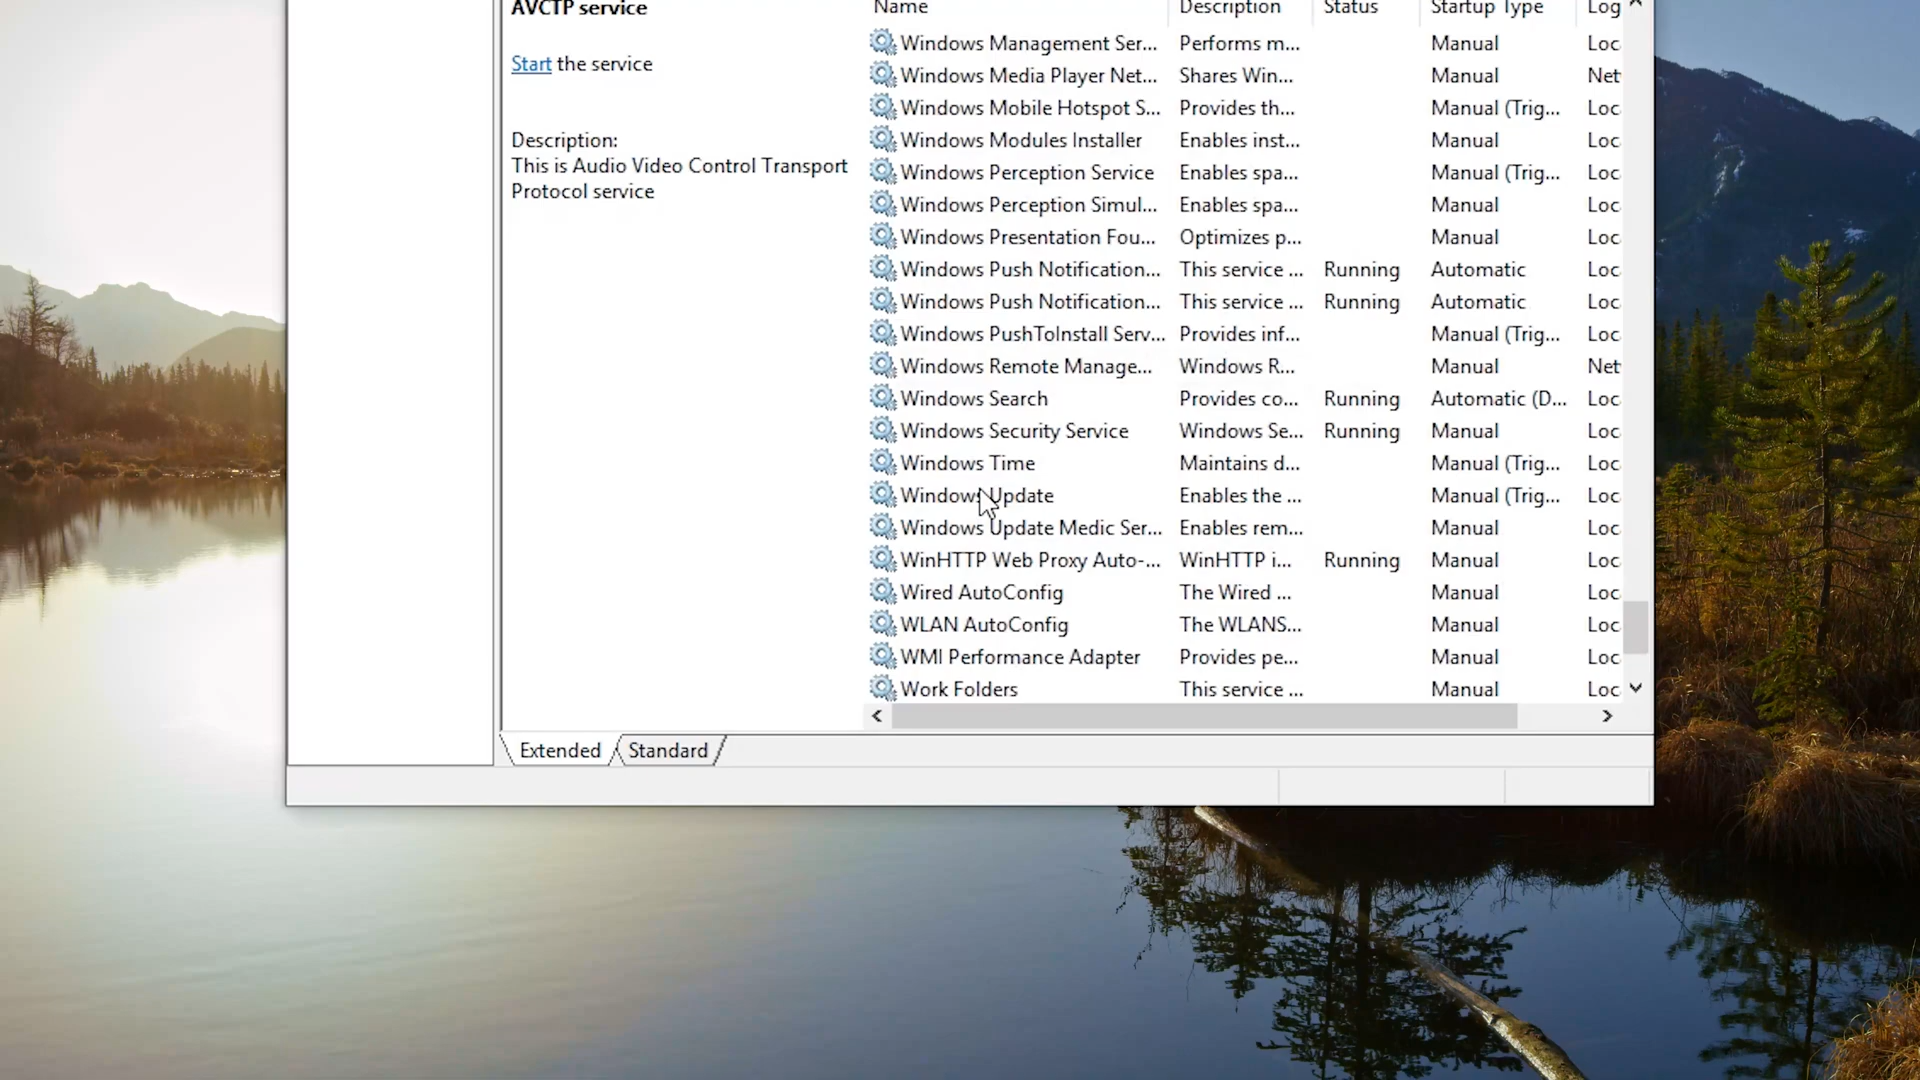 AVCTP service
Start the service
Description:
This is Audio Video Control Transport
Protocol service
Name Description Status Startup Type Log
Windows Management Ser... Performs m... Manual Loc
Windows Media Player Net... Shares Win... Manual Net
Windows Mobile Hotspot S... Provides th... Manual (Trig... Loc
Windows Modules Installer Enables inst... Manual Loc
Windows Perception Service Enables spa... Manual (Trig... Loc
Windows Perception Simul... Enables spa... Manual Loc
Windows Presentation Fou... Optimizes p... Manual Loc
Windows Push Notification... This service ... Running Automatic Loc
Windows Push Notification... This service ... Running Automatic Loc
Windows PushToInstall Serv... Provides inf... Manual (Trig... Loc
Windows Remote Manage... Windows R... Manual Net
Windows Search Provides co... Running Automatic (D... Loc
Windows Security Service Windows Se... Running Manual Loc
Windows Time Maintains d... Manual (Trig... Loc
Windows Update Enables the ... Manual (Trig... Loc
Windows Update Medic Ser... Enables rem... Manual Loc
WinHTTP Web Proxy Auto-... WinHTTP i... Running Manual Loc
Wired AutoConfig The Wired ... Manual Loc
WLAN AutoConfig The WLANS... Manual Loc
WMI Performance Adapter Provides pe... Manual Loc
Work Folders This service ... Manual Loc
Extended Standard